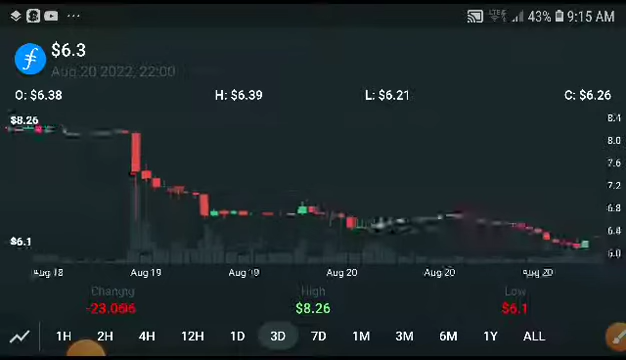 LTE 43% 9:15 AM
$6.3
Aug 20 2022, 22:00
O: $6.38 H: $6.39 L: $6.21 C: $6.26
$8.26
8.4
8.0
7.6
7.2
6.8
6.4
$6.1
6.0
Aug 18 Aug 19 Aug 19 Aug 20 Aug 20 Aug 20
High Low
$8.26 $6.1
1H 2H 4H 12H 1D 3D 7D 1M 3M 6M 1Y ALL